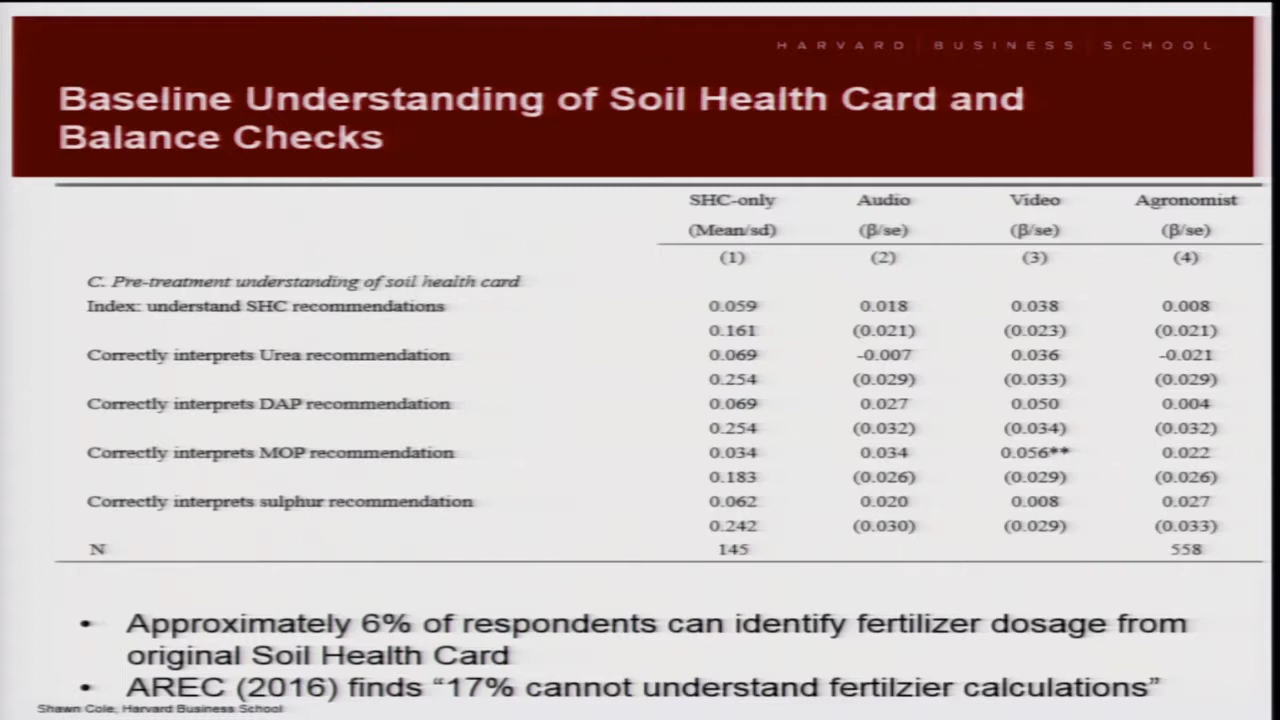 HARVARD BUSINESS SCHOOL
Baseline Understanding of Soil Health Card and
Balance Checks
SHC-only Audio Video Agronomist
(Mean/sd) (β/se) (β/se) (β/se)
(1) (2) (3) (4)
C. Pre-treatment understanding of soil health card
Index: understand SHC recommendations 0.059 0.018 0.038 0.008
0.161 (0.021) (0.023) (0.021)
Correctly interprets Urea recommendation 0.069 -0.007 0.036 -0.021
0.254 (0.029) (0.033) (0.029)
Correctly interprets DAP recommendation 0.069 0.027 0.050 0.004
0.254 (0.032) (0.034) (0.032)
Correctly interprets MOP recommendation 0.034 0.034 0.056** 0.022
0.183 (0.026) (0.029) (0.026)
Correctly interprets sulphur recommendation 0.062 0.020 0.008 0.027
0.242 (0.030) (0.029) (0.033)
N 145 558
• Approximately 6% of respondents can identify fertilizer dosage from
original Soil Health Card
• AREC (2016) finds “17% cannot understand fertilzier calculations”
Shawn Cole, Harvard Business School